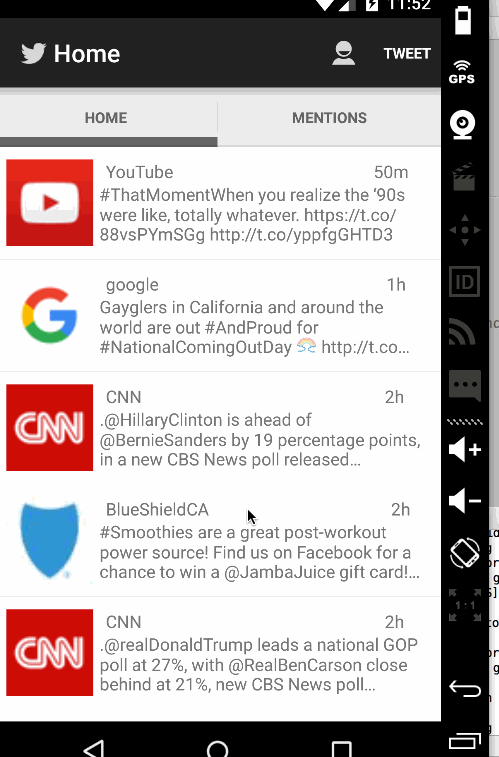 11:52
Home
TWEET
HOME
MENTIONS
YouTube 50m
#ThatMomentWhen you realize the '90s
were like, totally whatever. https://t.co/
88vsPYmSGg http://t.co/yppfgGHTD3
google 1h
Gayglers in California and around the
world are out #AndProud for
#NationalComingOutDay 🌈 http://t.co…
CNN
CNN 2h
.@HillaryClinton is ahead of
@BernieSanders by 19 percentage points,
in a new CBS News poll released…
BlueShieldCA 2h
#Smoothies are a great post-workout
power source! Find us on Facebook for a
chance to win a @JambaJuice gift card!…
CNN
CNN 2h
.@realDonaldTrump leads a national GOP
poll at 27%, with @RealBenCarson close
behind at 21%, new CBS News poll…
GPS
ID
1:1